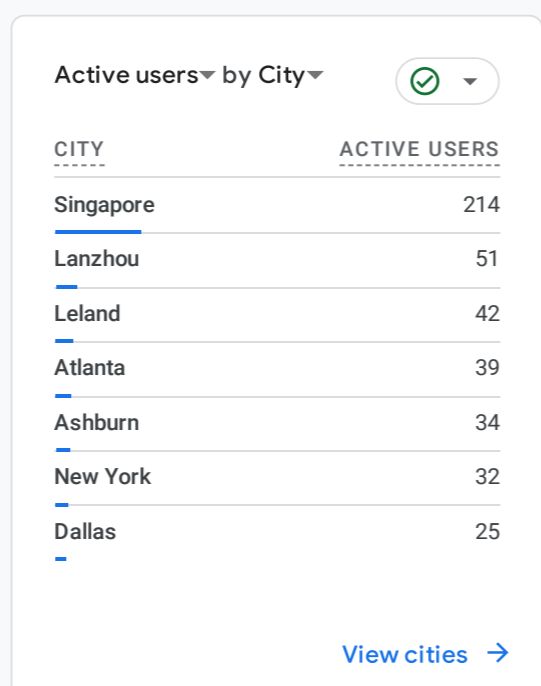 Active users by City
CITY ACTIVE USERS
Singapore 214
Lanzhou 51
Leland 42
Atlanta 39
Ashburn 34
New York 32
Dallas 25
View cities